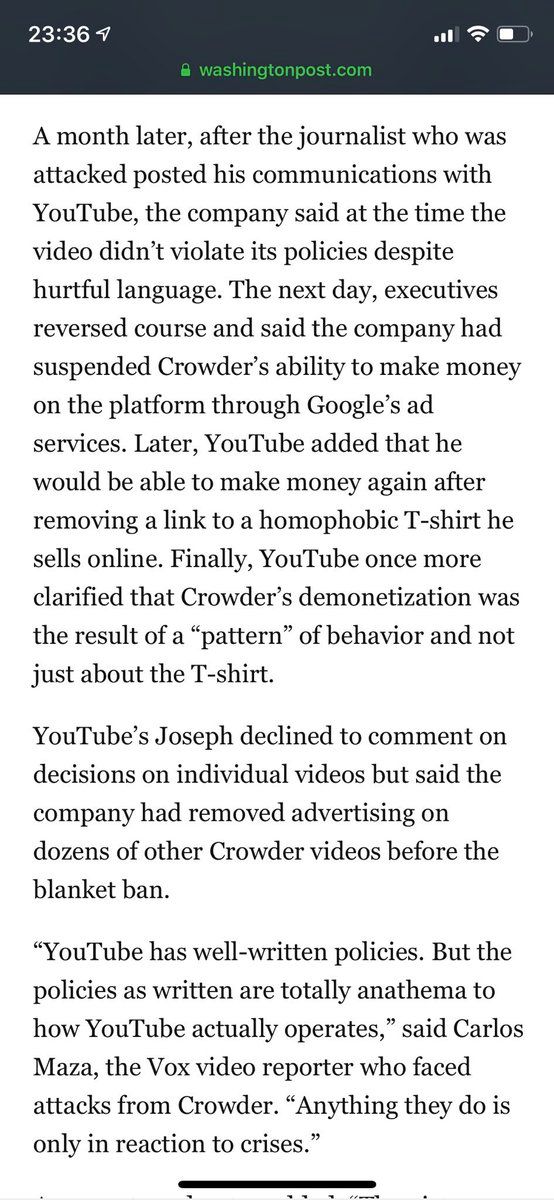 23:36
washingtonpost.com
A month later, after the journalist who was
attacked posted his communications with
YouTube, the company said at the time the
video didn’t violate its policies despite
hurtful language. The next day, executives
reversed course and said the company had
suspended Crowder’s ability to make money
on the platform through Google’s ad
services. Later, YouTube added that he
would be able to make money again after
removing a link to a homophobic T-shirt he
sells online. Finally, YouTube once more
clarified that Crowder’s demonetization was
the result of a “pattern” of behavior and not
just about the T-shirt.
YouTube’s Joseph declined to comment on
decisions on individual videos but said the
company had removed advertising on
dozens of other Crowder videos before the
blanket ban.
“YouTube has well-written policies. But the
policies as written are totally anathema to
how YouTube actually operates,” said Carlos
Maza, the Vox video reporter who faced
attacks from Crowder. “Anything they do is
only in reaction to crises.”